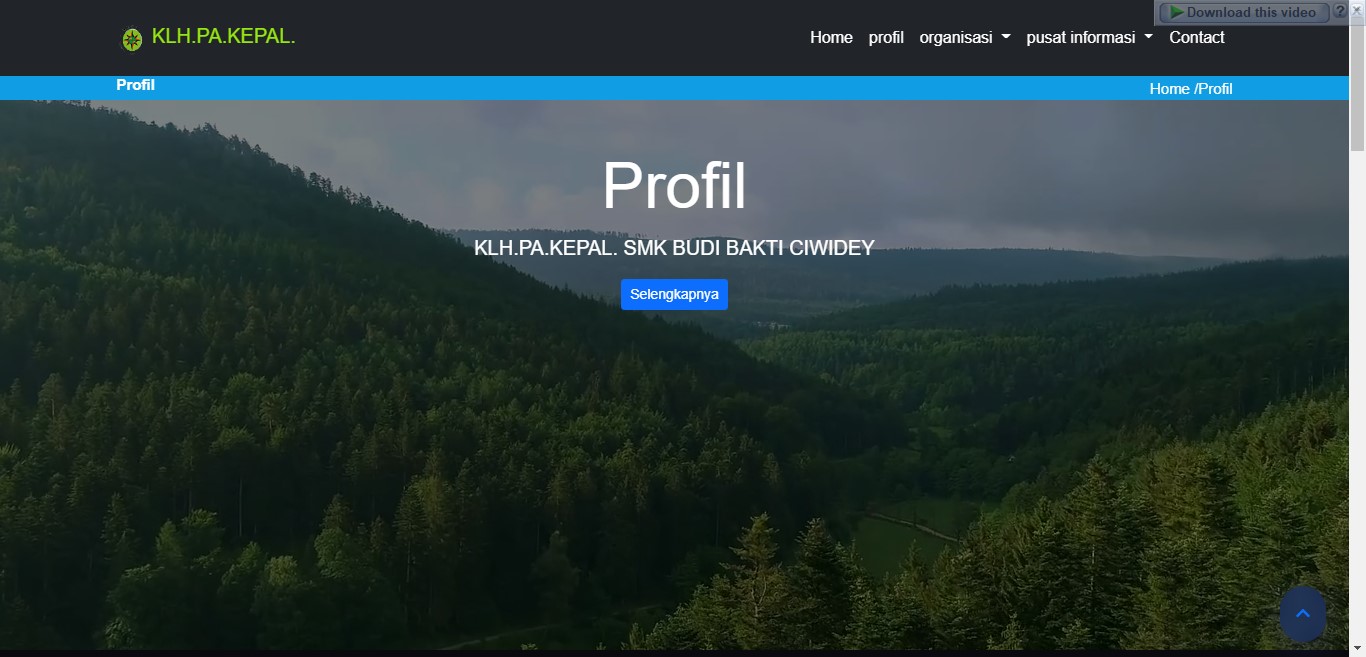 Download this video ?
KLH.PA.KEPAL.
Home profil organisasi pusat informasi Contact
Profil
Home /Profil
Profil
KLH.PA.KEPAL. SMK BUDI BAKTI CIWIDEY
Selengkapnya